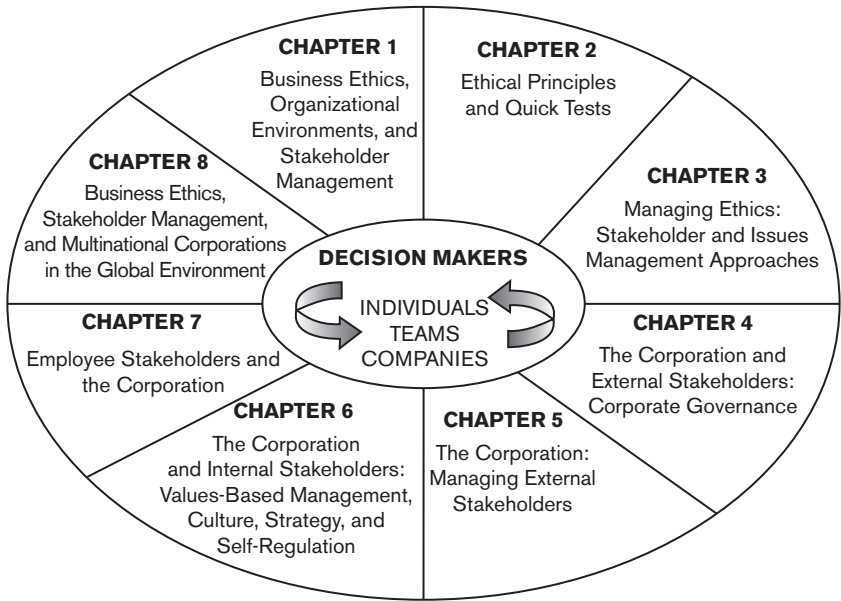 CHAPTER 1
Business Ethics,
Organizational
Environments, and
Stakeholder
Management
CHAPTER 2
Ethical Principles
and Quick Tests
CHAPTER 3
Managing Ethics:
Stakeholder and Issues
Management Approaches
CHAPTER 4
The Corporation and
External Stakeholders:
Corporate Governance
CHAPTER 5
The Corporation:
Managing External
Stakeholders
CHAPTER 6
The Corporation
and Internal Stakeholders:
Values-Based Management,
Culture, Strategy, and
Self-Regulation
CHAPTER 7
Employee Stakeholders and
the Corporation
CHAPTER 8
Business Ethics,
Stakeholder Management,
and Multinational Corporations
in the Global Environment
DECISION MAKERS
INDIVIDUALS
TEAMS
COMPANIES